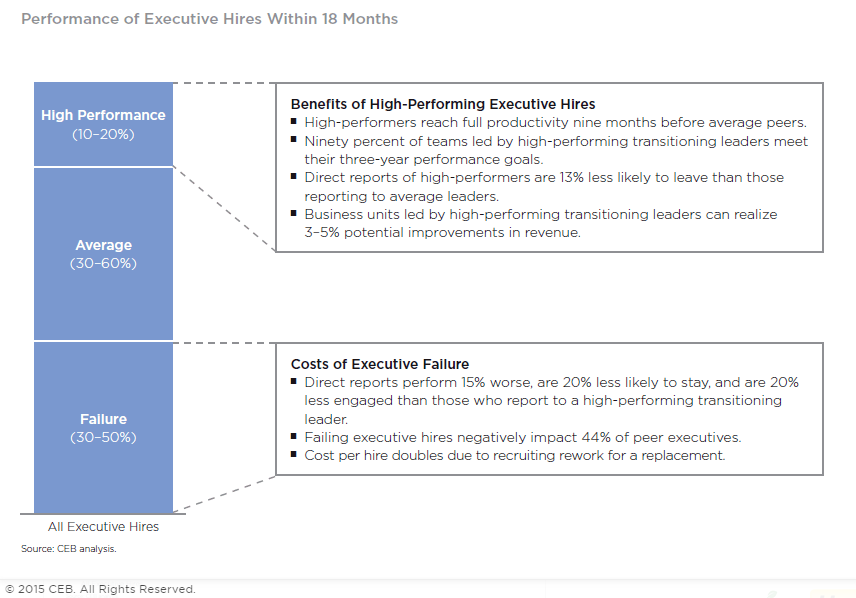 Performance of Executive Hires Within 18 Months
High Performance
(10–20%)
Average
(30–60%)
Failure
(30–50%)
All Executive Hires
Benefits of High-Performing Executive Hires
■ High-performers reach full productivity nine months before average peers.
■ Ninety percent of teams led by high-performing transitioning leaders meet
their three-year performance goals.
■ Direct reports of high-performers are 13% less likely to leave than those
reporting to average leaders.
■ Business units led by high-performing transitioning leaders can realize
3–5% potential improvements in revenue.
Costs of Executive Failure
■ Direct reports perform 15% worse, are 20% less likely to stay, and are 20%
less engaged than those who report to a high-performing transitioning
leader.
■ Failing executive hires negatively impact 44% of peer executives.
■ Cost per hire doubles due to recruiting rework for a replacement.
Source: CEB analysis.
© 2015 CEB. All Rights Reserved.